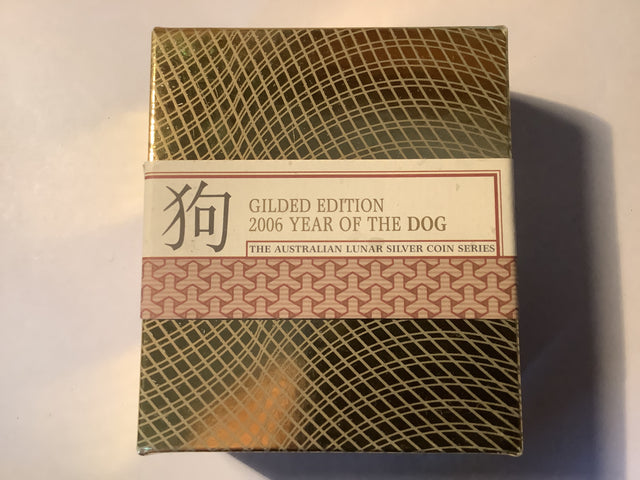 狗
GILDED EDITION
2006 YEAR OF THE DOG
THE AUSTRALIAN LUNAR SILVER COIN SERIES